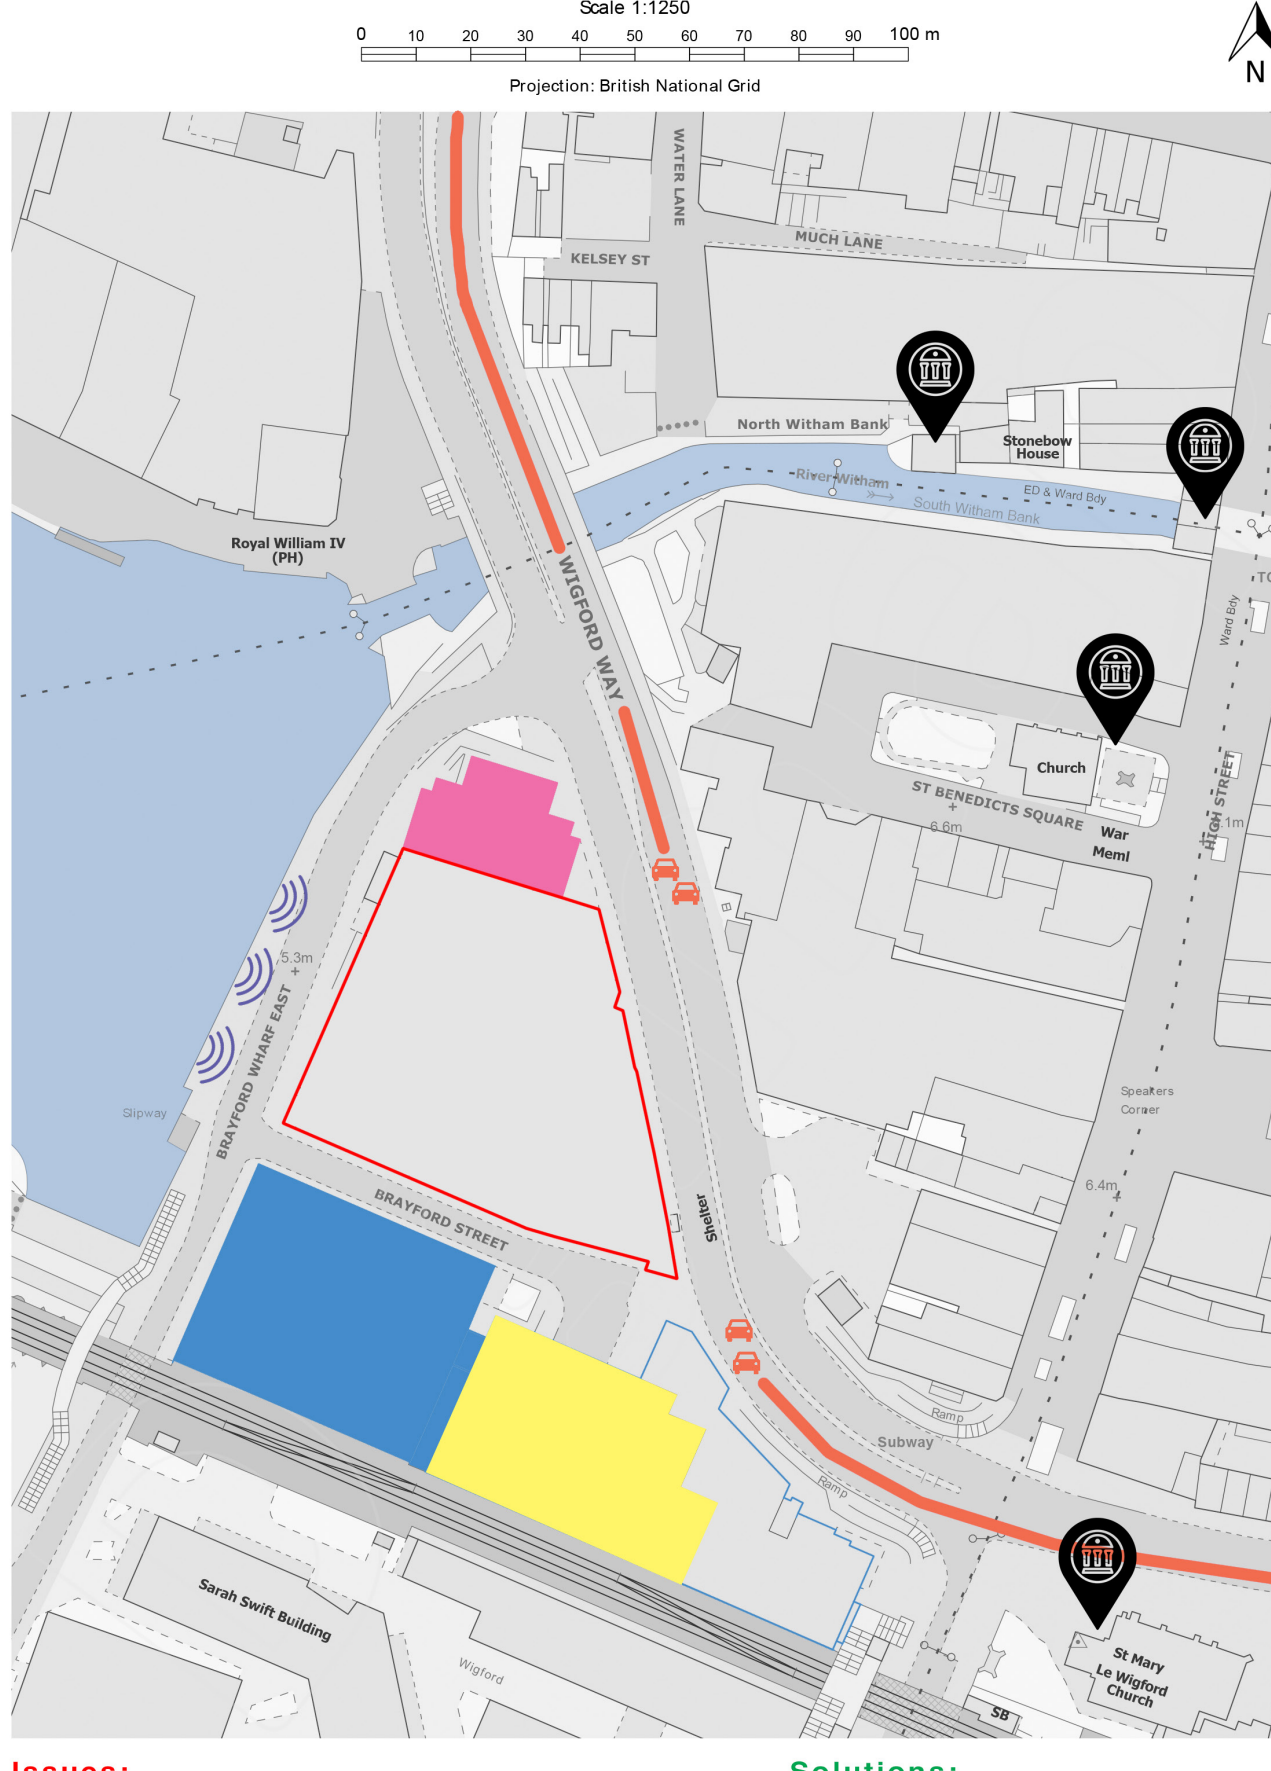 Scale 1:1250
0 10 20 30 40 50 60 70 80 90 100 m
Projection: British National Grid
N
WATER LANE
MUCH LANE
KELSEY ST
North Witham Bank
Stonebow
House
River Witham
ED & Ward Bdy
South Witham Bank
Royal William IV
(PH)
WIGFORD WAY
TO
Ward Bdy
Church
ST BENEDICTS SQUARE
6.6m
War
Meml
HIGH STREET
.1m
5.3m
BRAYFORD WHARF EAST
Slipway
Speakers
Corner
6.4m
BRAYFORD STREET
Shelter
Ramp
Subway
Ramp
Sarah Swift Building
Wigford
St Mary
Le Wigford
Church
SB
Issues:
Solutions: